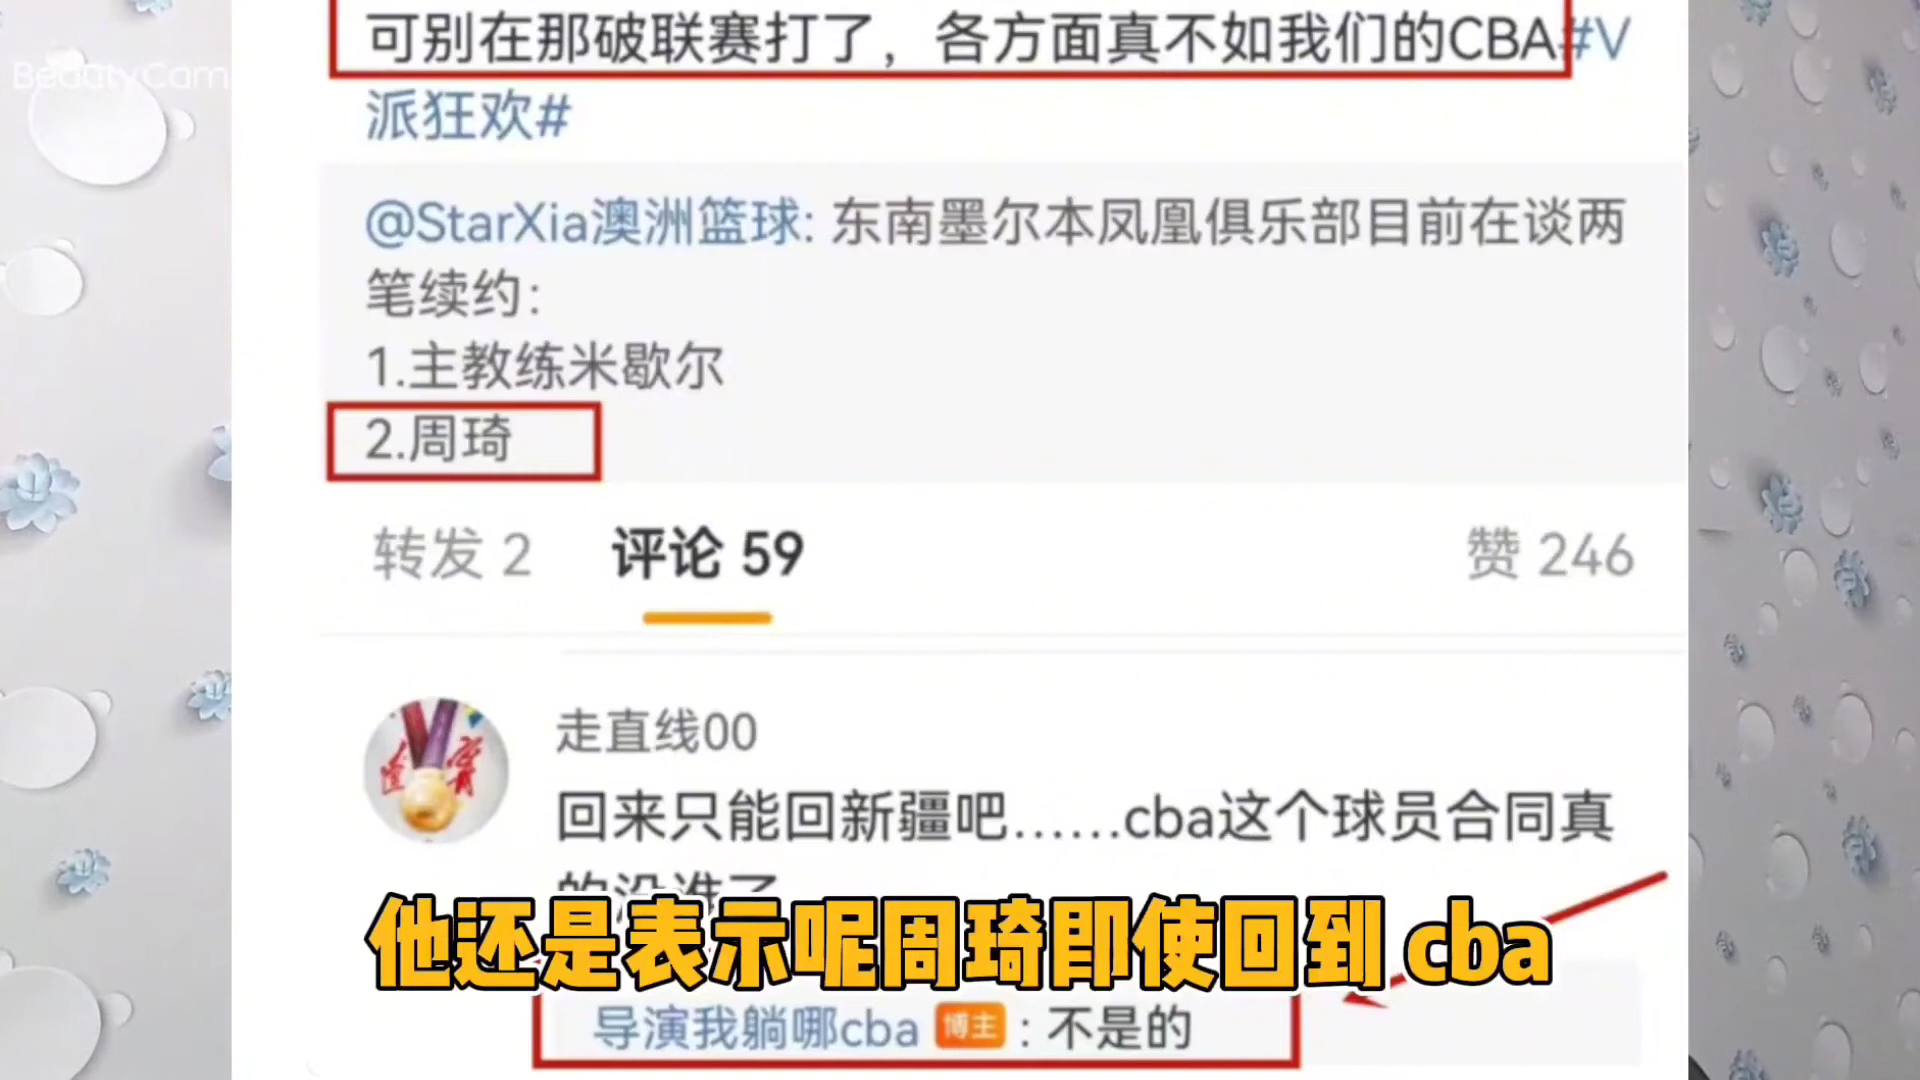 可别在那破联赛打了，各方面真不如我们的CBA#V
派狂欢#
BeautyCam
@StarXia澳洲篮球: 东南墨尔本凤凰俱乐部目前在谈两
笔续约：
1.主教练米歇尔
2.周琦
转发 2 评论 59 赞 246
走直线00
回来只能回新疆吧……cba这个球员合同真
的没准了
他还是表示呢周琦即使回到 cba
导演我躺哪cba 博主：不是的